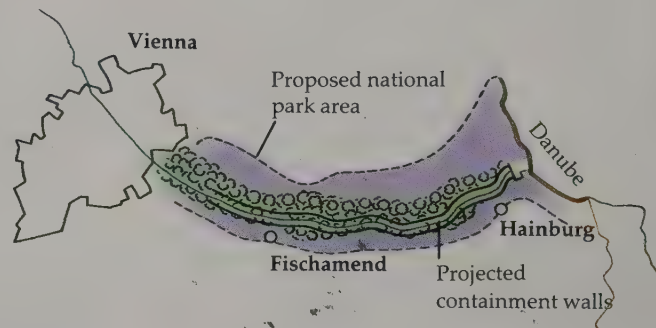 Vienna
Proposed national
park area
Danube
Hainburg
Fischamend
Projected
containment walls